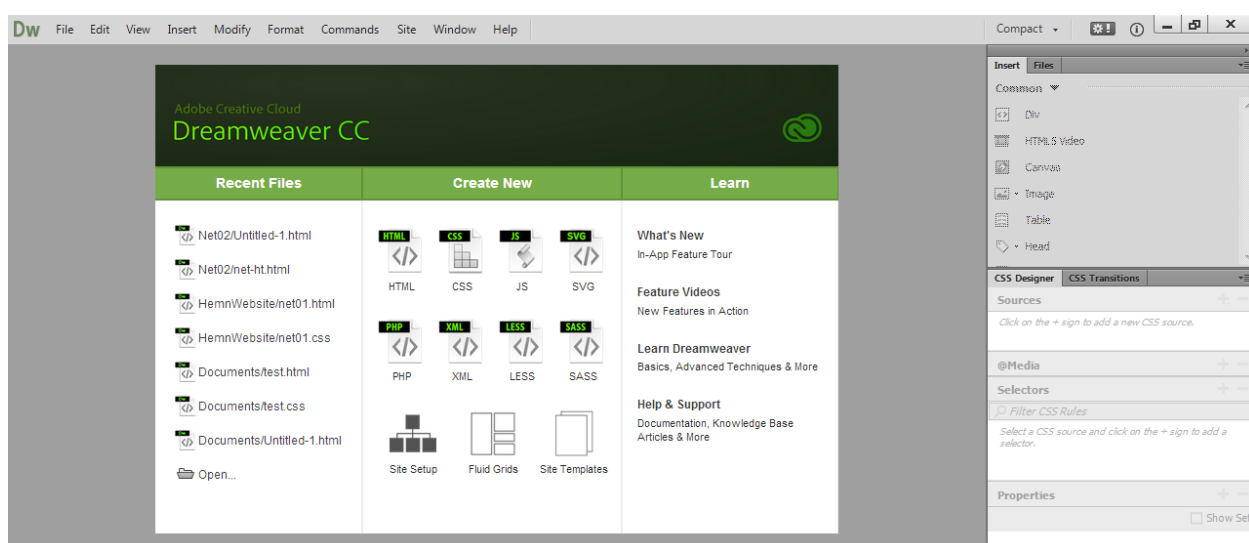 Dw File Edit View Insert Modify Format Commands Site Window Help
Compact
Adobe Creative Cloud
Dreamweaver CC
Recent Files
Net02/Untitled-1.html
Net02/net-ht.html
HemnWebsite/net01.html
HemnWebsite/net01.css
Documents/test.html
Documents/test.css
Documents/Untitled-1.html
Open...
Create New
HTML CSS JS SVG
HTML CSS JS SVG
PHP XML LESS SASS
PHP XML LESS SASS
Site Setup Fluid Grids Site Templates
Learn
What's New
In-App Feature Tour
Feature Videos
New Features in Action
Learn Dreamweaver
Basics, Advanced Techniques & More
Help & Support
Documentation, Knowledge Base
Articles & More
Insert Files
Common
Div
HTML5 Video
Canvas
Image
Table
Head
CSS Designer CSS Transitions
Sources
Click on the + sign to add a new CSS source.
@Media
Selectors
Filter CSS Rules
Select a CSS source and click on the + sign to add a
selector.
Properties
Show Set